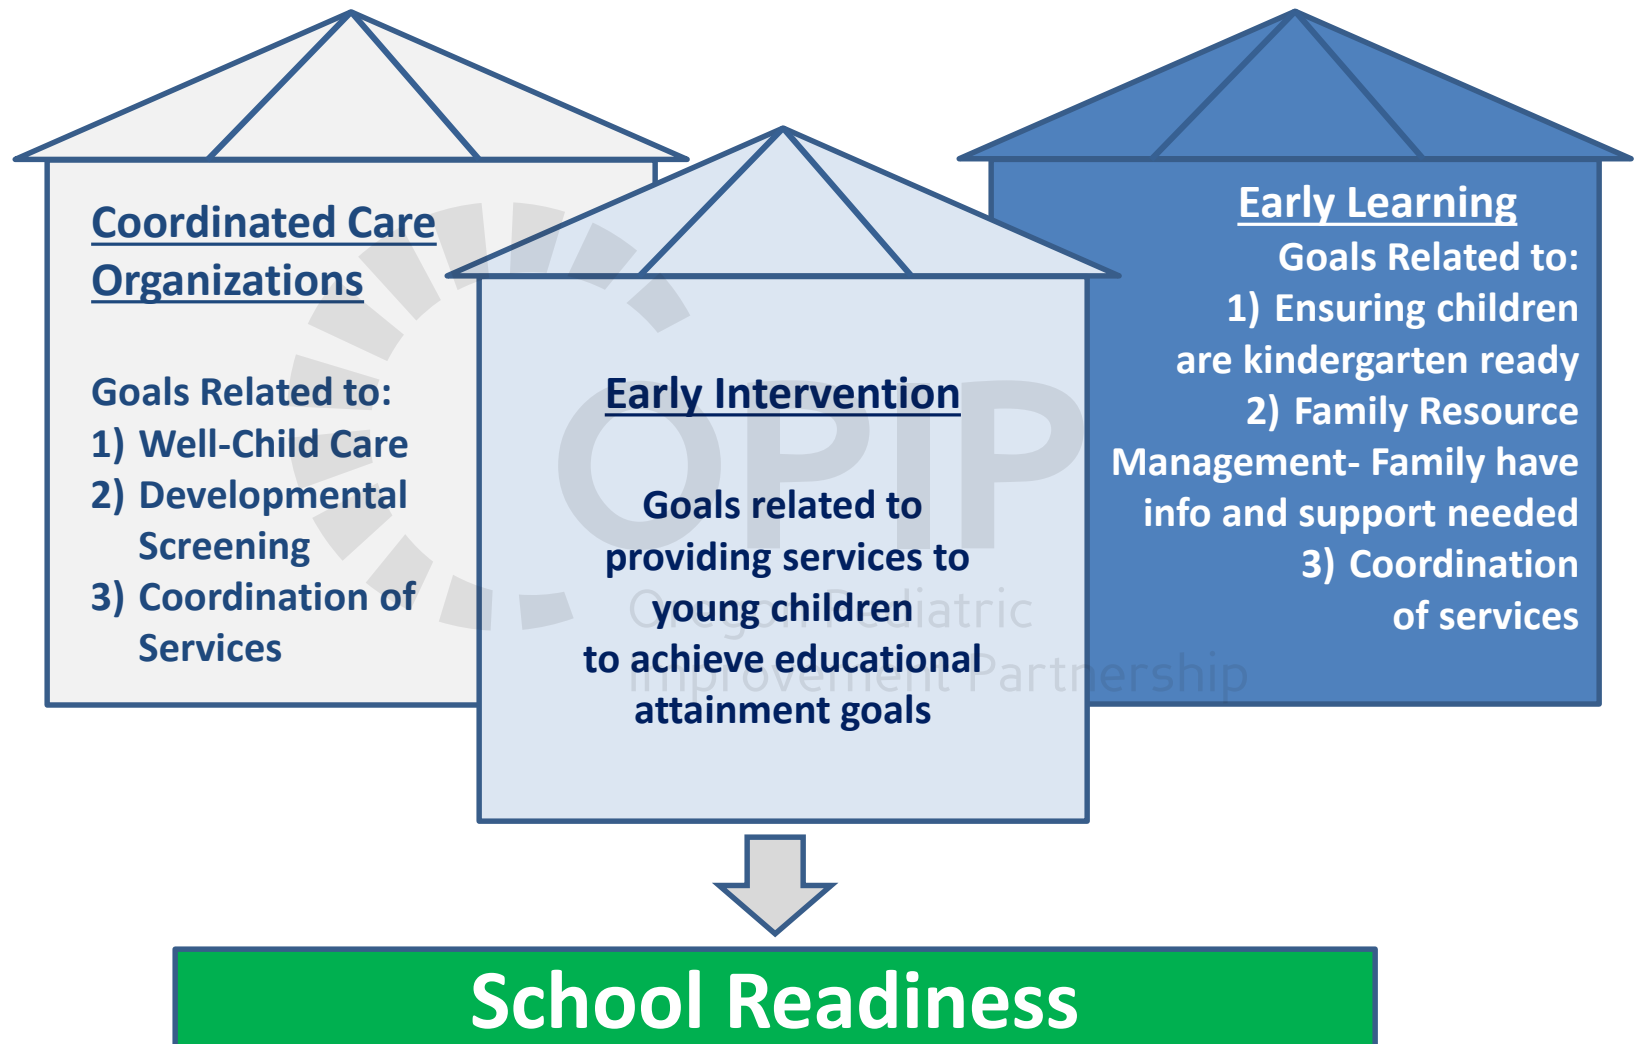 Coordinated Care
Organizations
Goals Related to:
1) Well-Child Care
2) Developmental
Screening
3) Coordination of
Services
Early Intervention
Goals related to
providing services to
young children
to achieve educational
attainment goals
Early Learning
Goals Related to:
1) Ensuring children
are kindergarten ready
2) Family Resource
Management- Family have
info and support needed
3) Coordination
of services
OPIP
Oregon Pediatric
Improvement Partnership
School Readiness